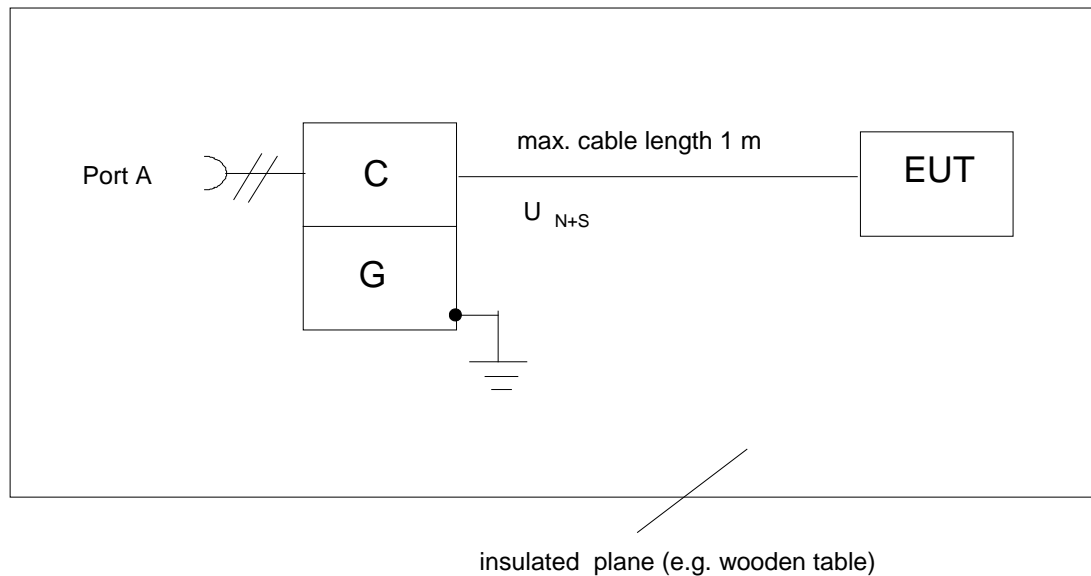 max. cable length 1 m
Port A
C
EUT
U N+S
G
insulated plane (e.g. wooden table)